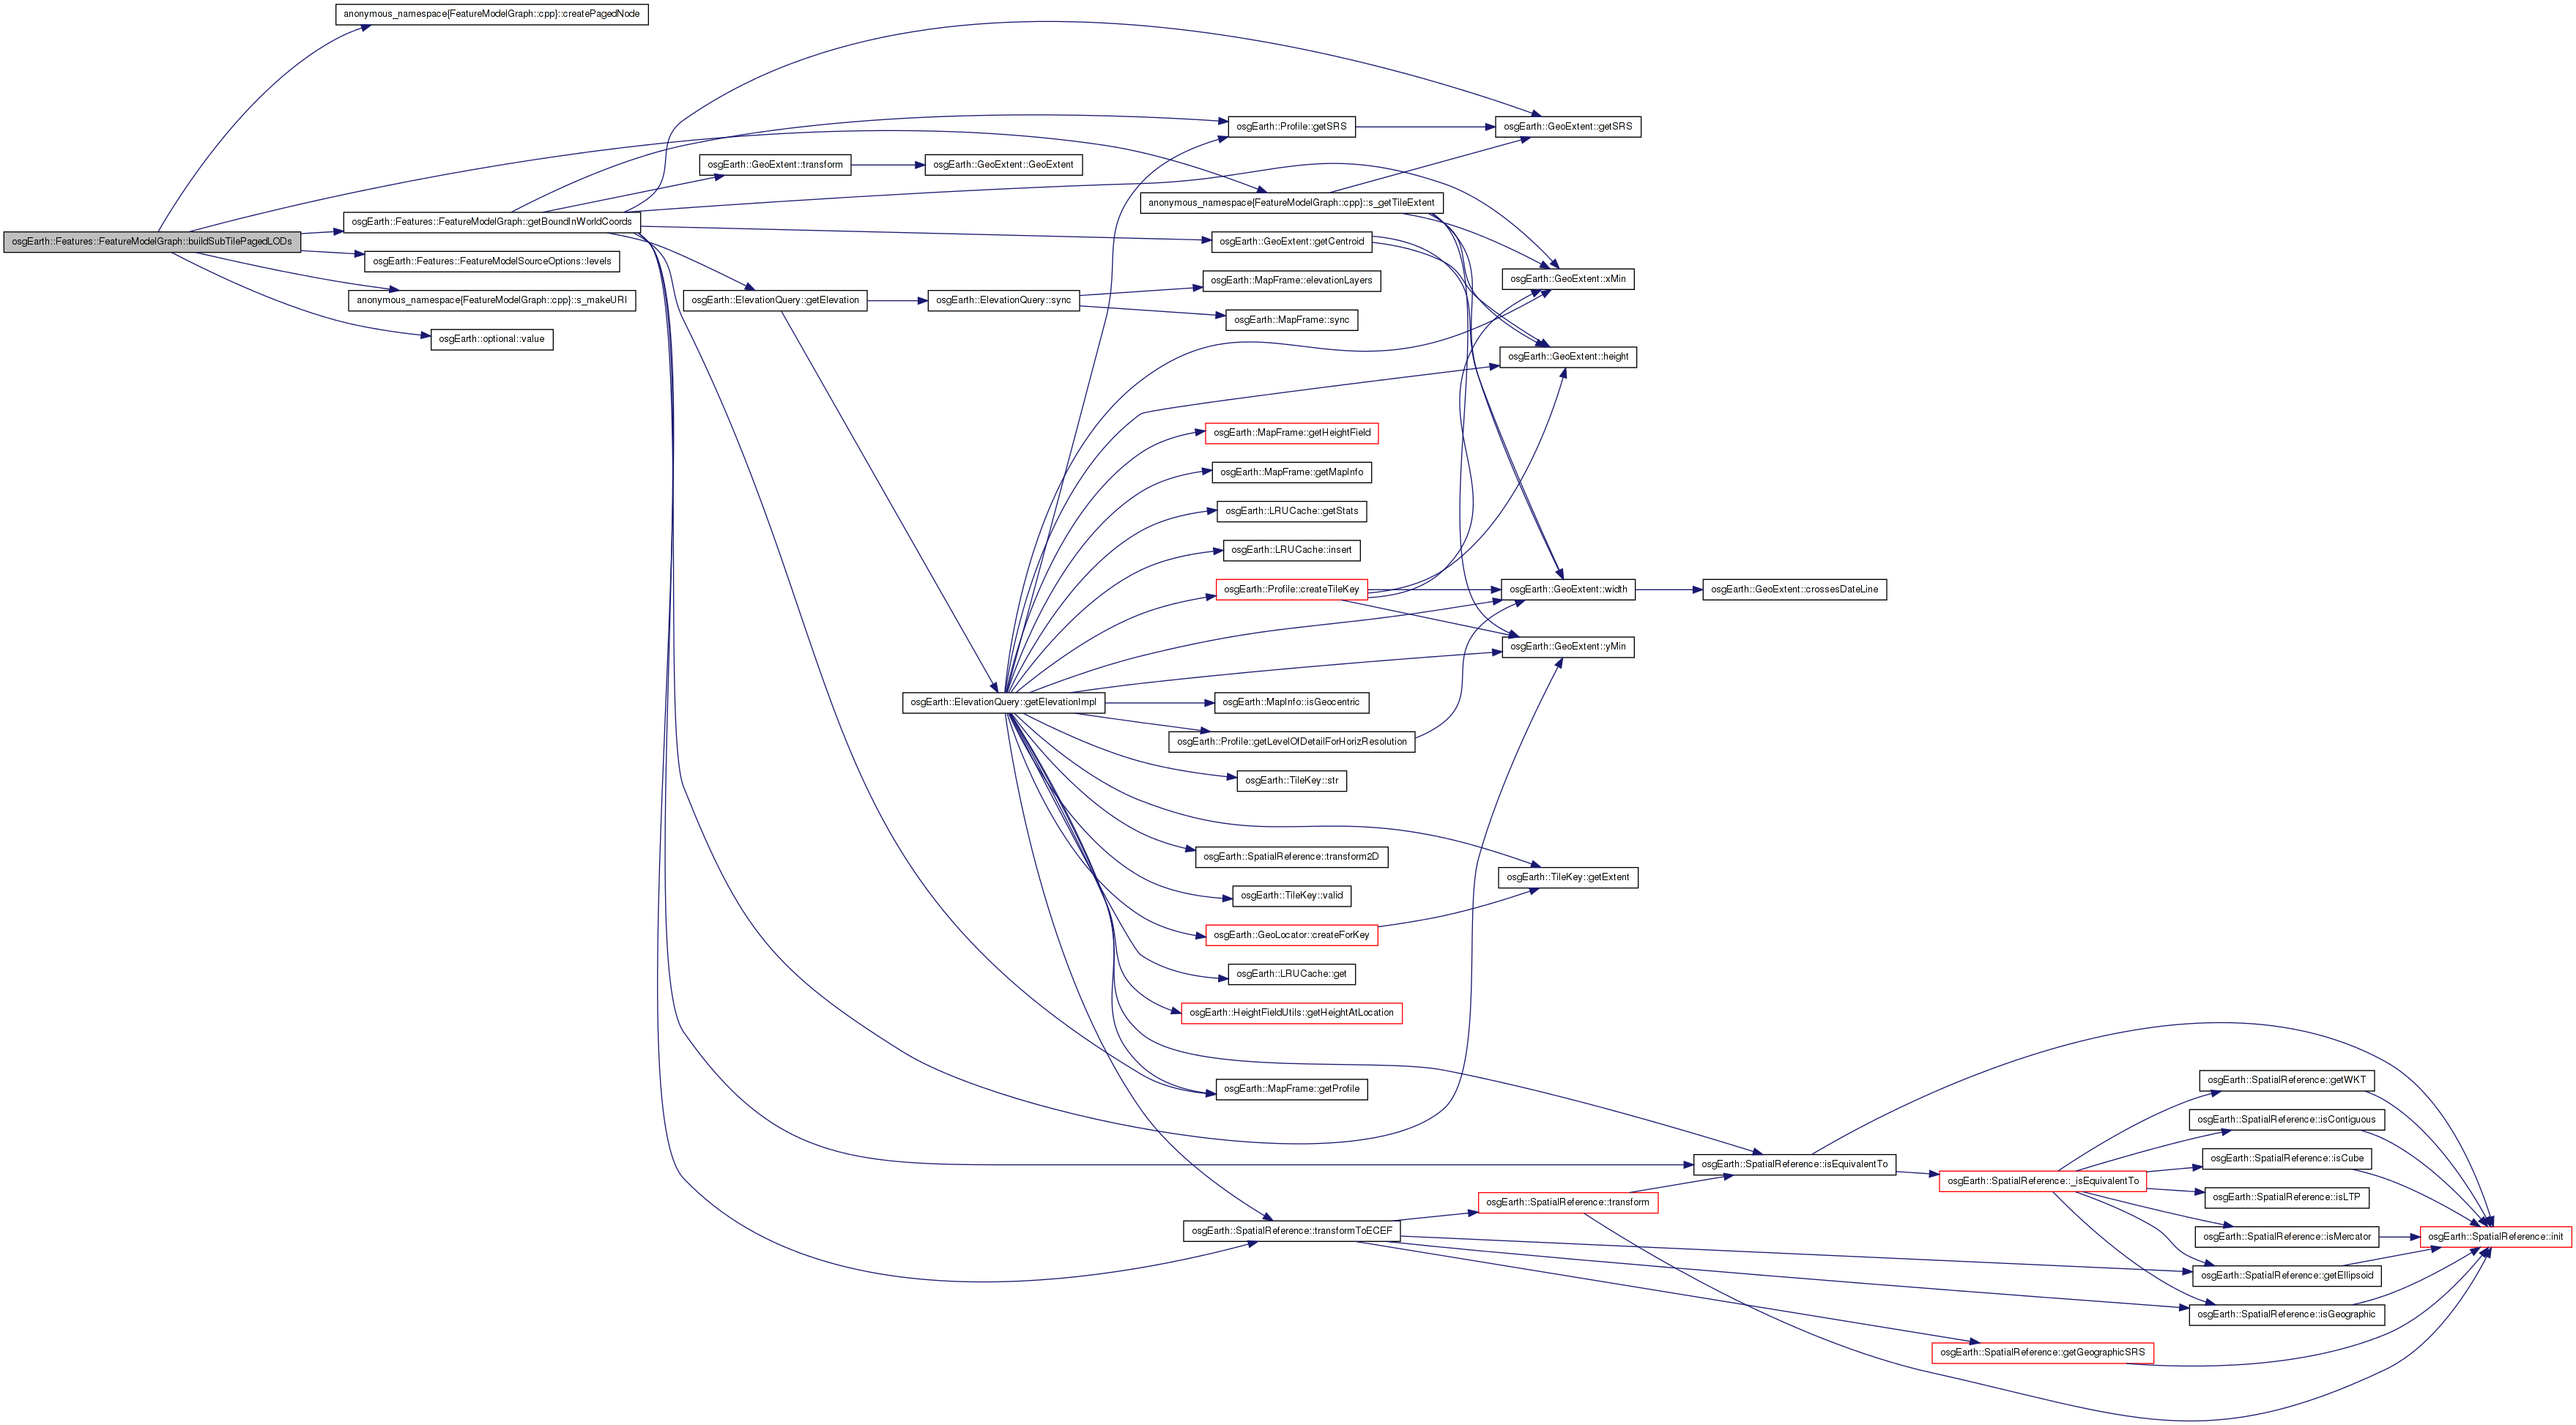 anonymous_namespace{FeatureModelGraph::cpp}::createPagedNode
osgEarth::Profile::getSRS
osgEarth::GeoExtent::getSRS
osgEarth::GeoExtent::transform
osgEarth::GeoExtent::GeoExtent
anonymous_namespace{FeatureModelGraph::cpp}::s_getTileExtent
osgEarth::Features::FeatureModelGraph::getBoundInWorldCoords
osgEarth::Features::FeatureModelGraph::buildSubTilePagedLODs
osgEarth::GeoExtent::getCentroid
osgEarth::Features::FeatureModelSourceOptions::levels
osgEarth::MapFrame::elevationLayers
osgEarth::GeoExtent::xMin
anonymous_namespace{FeatureModelGraph::cpp}::s_makeURI
osgEarth::ElevationQuery::getElevation
osgEarth::ElevationQuery::sync
osgEarth::MapFrame::sync
osgEarth::optional::value
osgEarth::GeoExtent::height
osgEarth::MapFrame::getHeightField
osgEarth::MapFrame::getMapInfo
osgEarth::LRUCache::getStats
osgEarth::LRUCache::insert
osgEarth::Profile::createTileKey
osgEarth::GeoExtent::width
osgEarth::GeoExtent::crossesDateLine
osgEarth::GeoExtent::yMin
osgEarth::ElevationQuery::getElevationImpl
osgEarth::MapInfo::isGeocentric
osgEarth::Profile::getLevelOfDetailForHorizResolution
osgEarth::TileKey::str
osgEarth::SpatialReference::transform2D
osgEarth::TileKey::getExtent
osgEarth::TileKey::valid
osgEarth::GeoLocator::createForKey
osgEarth::LRUCache::get
osgEarth::HeightFieldUtils::getHeightAtLocation
osgEarth::MapFrame::getProfile
osgEarth::SpatialReference::getWKT
osgEarth::SpatialReference::isContiguous
osgEarth::SpatialReference::isCube
osgEarth::SpatialReference::isEquivalentTo
osgEarth::SpatialReference::_isEquivalentTo
osgEarth::SpatialReference::isLTP
osgEarth::SpatialReference::transform
osgEarth::SpatialReference::transformToECEF
osgEarth::SpatialReference::isMercator
osgEarth::SpatialReference::init
osgEarth::SpatialReference::getEllipsoid
osgEarth::SpatialReference::isGeographic
osgEarth::SpatialReference::getGeographicSRS